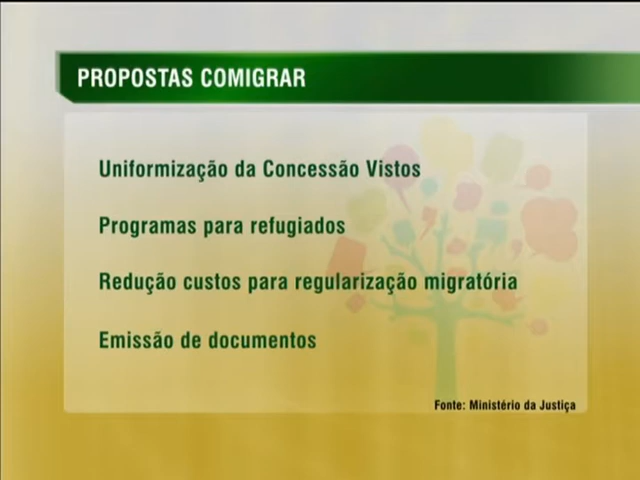 PROPOSTAS COMIGRAR
Uniformização da Concessão Vistos
Programas para refugiados
Redução custos para regularização migratória
Emissão de documentos
Fonte: Ministério da Justiça